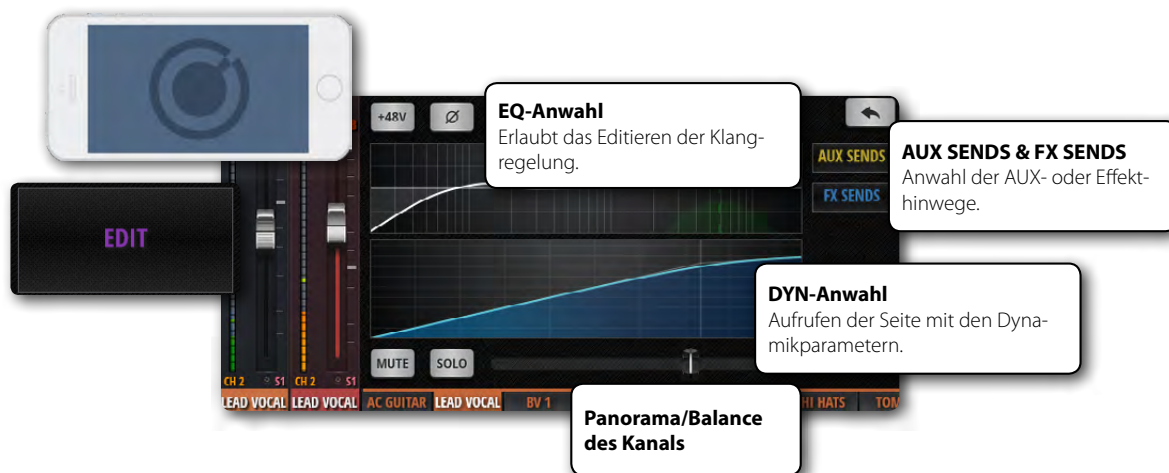 +48V
Ø
EQ-Anwahl
Erlaubt das Editieren der Klang-
regelung.
AUX SENDS
FX SENDS
AUX SENDS & FX SENDS
Anwahl der AUX- oder Effekt-
hinwege.
EDIT
DYN-Anwahl
Aufrufen der Seite mit den Dyna-
mikparametern.
MUTE
SOLO
CH 2
S1
CH 2
S1
LEAD VOCAL
LEAD VOCAL
AC GUITAR
LEAD VOCAL
BV 1
HI HATS
Panorama/Balance
des Kanals